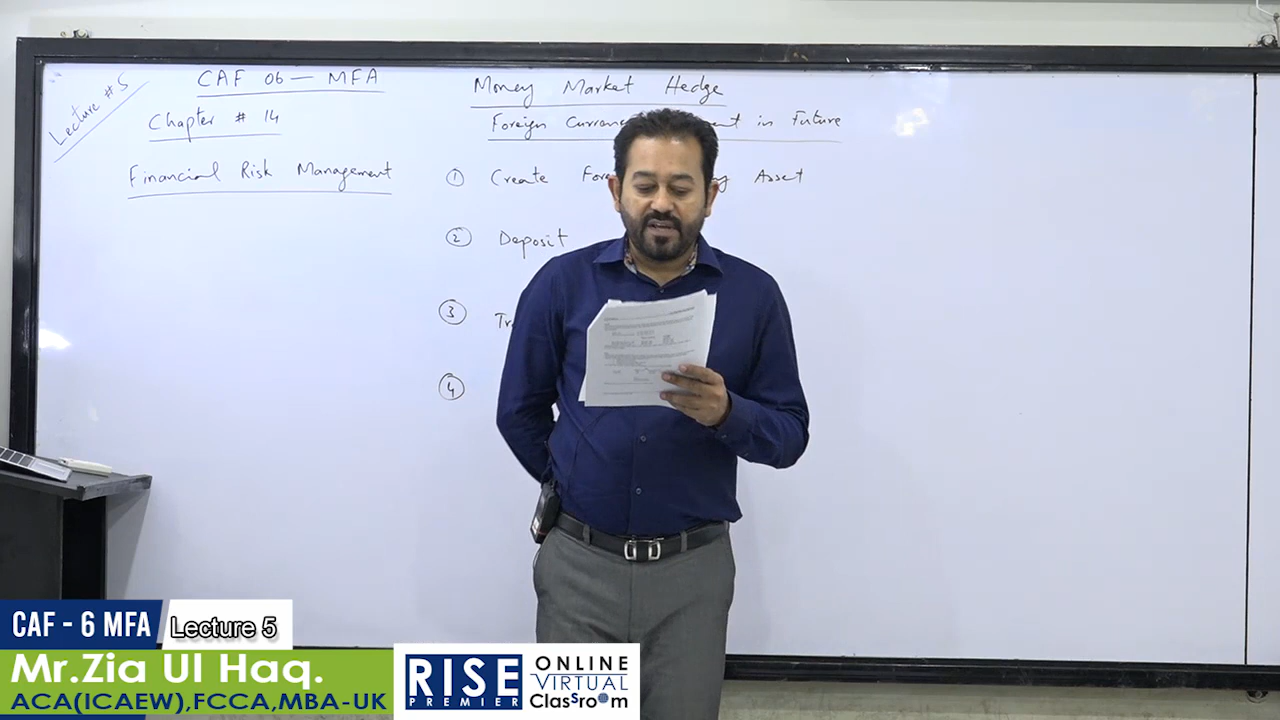 Lecture #5
CAF 06 — MFA
Chapter # 14
Financial Risk Management
Money Market Hedge
Foreign in Future
① Create Asset
② Deposit
③
④
CAF - 6 MFA
Lecture 5
Mr.Zia Ul Haq.
ACA(ICAEW),FCCA,MBA-UK
RISE
PREMIER
ONLINE
VIRTUAL
Classroom